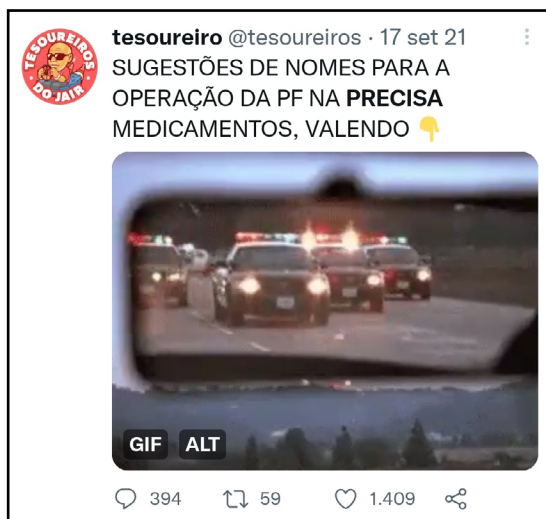 tesoureiro @tesoureiros · 17 set 21
TESOUREIROS
DO JAIR
SUGESTÕES DE NOMES PARA A
OPERAÇÃO DA PF NA PRECISA
MEDICAMENTOS, VALENDO 👇
GIF ALT
394 59 1.409